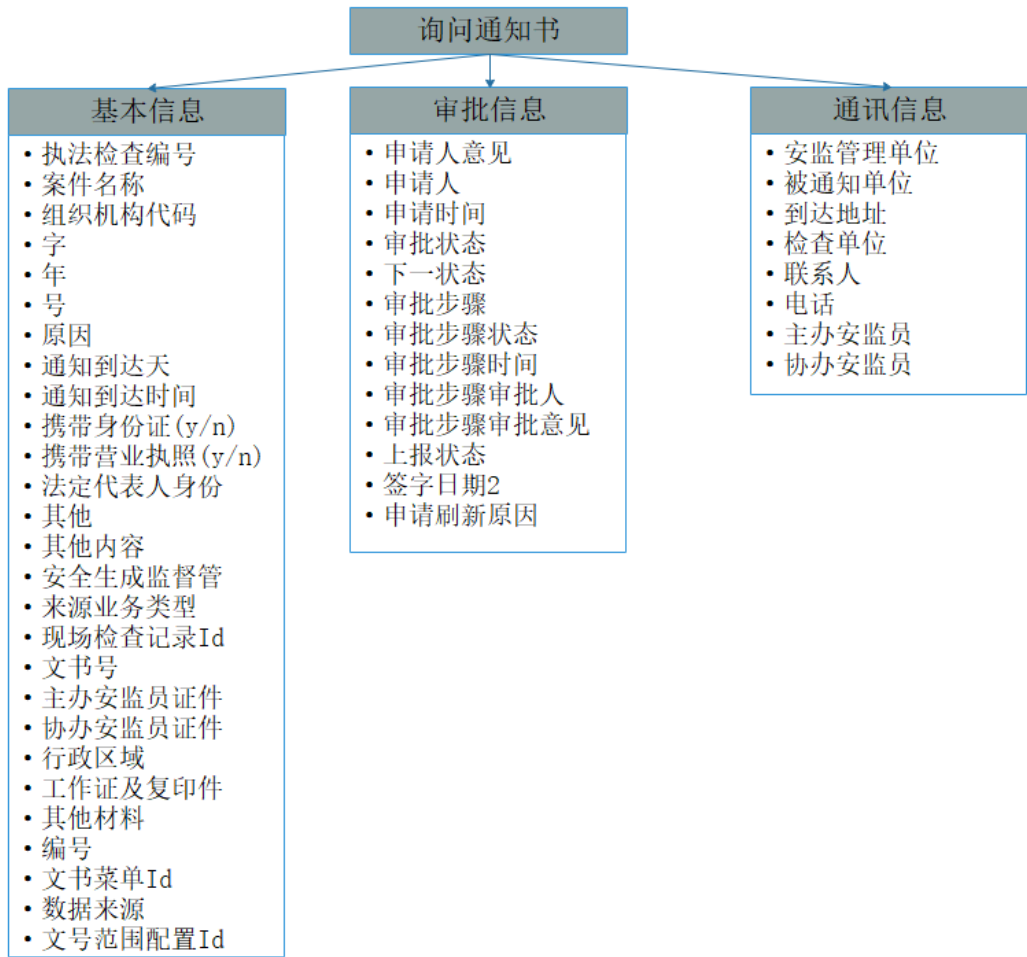 询问通知书
基本信息
• 执法检查编号
• 案件名称
• 组织机构代码
• 字
• 年
• 号
• 原因
• 通知到达天
• 通知到达时间
• 携带身份证(y/n)
• 携带营业执照(y/n)
• 法定代表人身份
• 其他
• 其他内容
• 安全生成监督管
• 来源业务类型
• 现场检查记录Id
• 文书号
• 主办安监员证件
• 协办安监员证件
• 行政区域
• 工作证及复印件
• 其他材料
• 编号
• 文书菜单Id
• 数据来源
• 文号范围配置Id
审批信息
• 申请人意见
• 申请人
• 申请时间
• 审批状态
• 下一状态
• 审批步骤
• 审批步骤状态
• 审批步骤时间
• 审批步骤审批人
• 审批步骤审批意见
• 上报状态
• 签字日期2
• 申请刷新原因
通讯信息
• 安监管理单位
• 被通知单位
• 到达地址
• 检查单位
• 联系人
• 电话
• 主办安监员
• 协办安监员